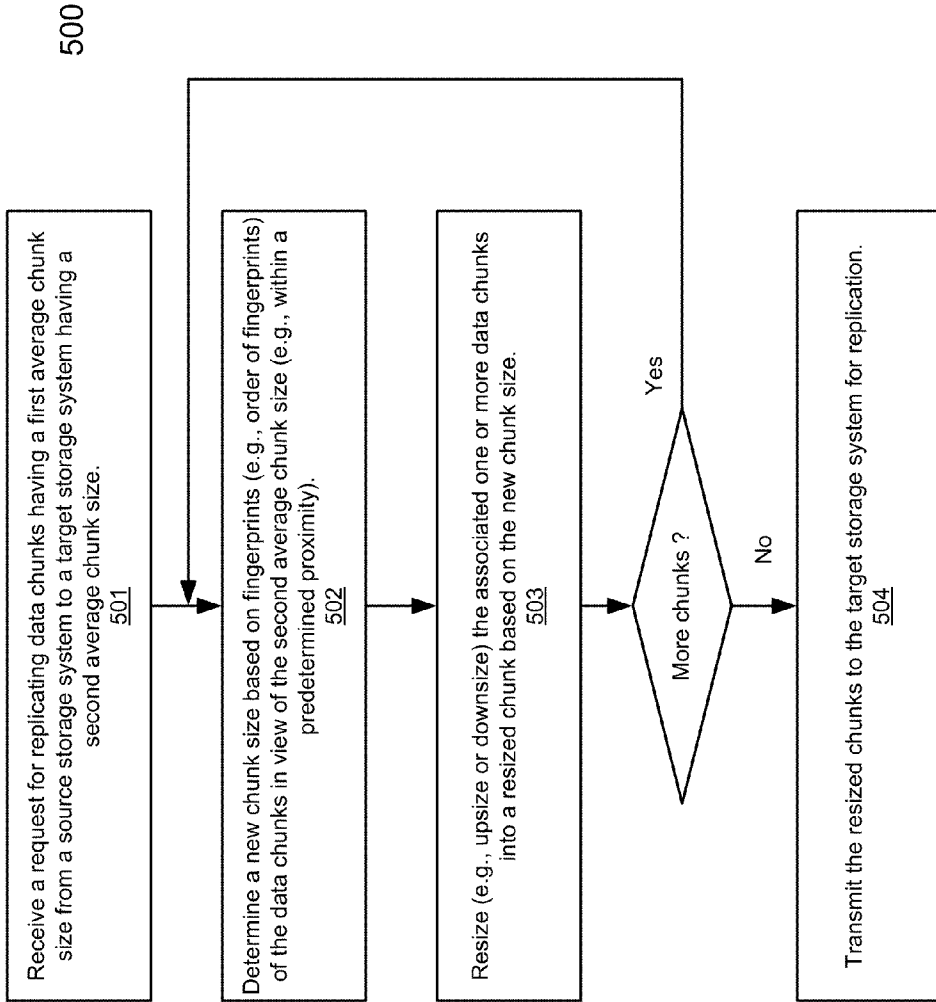 500
Receive a request for replicating data chunks having a first average chunk
size from a source storage system to a target storage system having a
second average chunk size.
501
Determine a new chunk size based on fingerprints (e.g., order of fingerprints)
of the data chunks in view of the second average chunk size (e.g., within a
predetermined proximity).
502
Resize (e.g., upsize or downsize) the associated one or more data chunks
into a resized chunk based on the new chunk size.
503
More chunks ?
Yes
No
Transmit the resized chunks to the target storage system for replication.
504